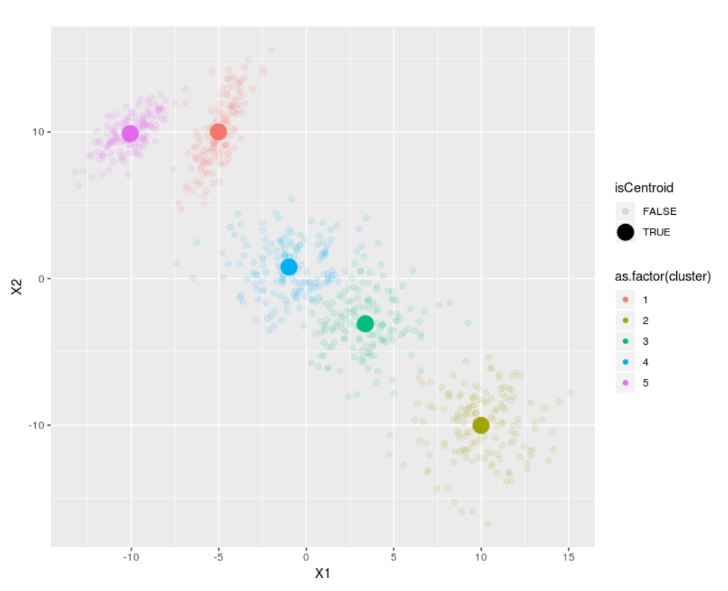 10
0
-10
X2
-10
-5
0
5
10
15
X1
isCentroid
FALSE
TRUE
as.factor(cluster)
1
2
3
4
5